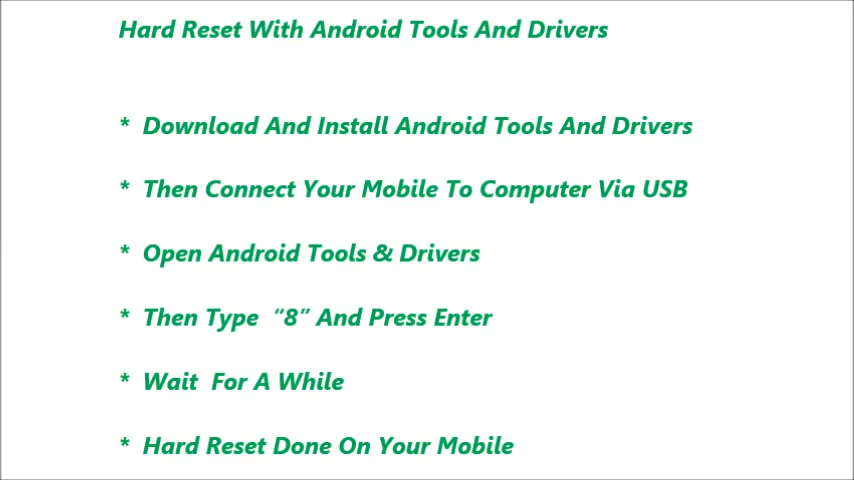 Hard Reset With Android Tools And Drivers
* Download And Install Android Tools And Drivers
* Then Connect Your Mobile To Computer Via USB
* Open Android Tools & Drivers
* Then Type “8” And Press Enter
* Wait For A While
* Hard Reset Done On Your Mobile